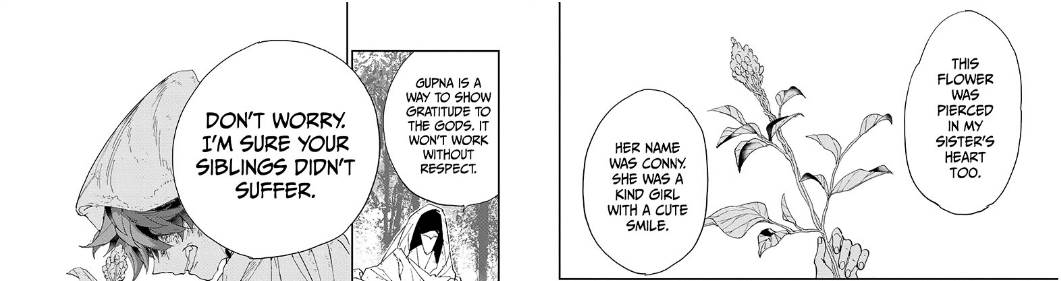 THIS
FLOWER
WAS
PIERCED
IN MY
SISTER'S
HEART
TOO.
HER NAME
WAS CONNY.
SHE WAS A
KIND GIRL
WITH A CUTE
SMILE.
GUPNA IS A
WAY TO SHOW
GRATITUDE TO
THE GODS. IT
WON'T WORK
WITHOUT
RESPECT.
DON'T WORRY.
I'M SURE YOUR
SIBLINGS DIDN'T
SUFFER.